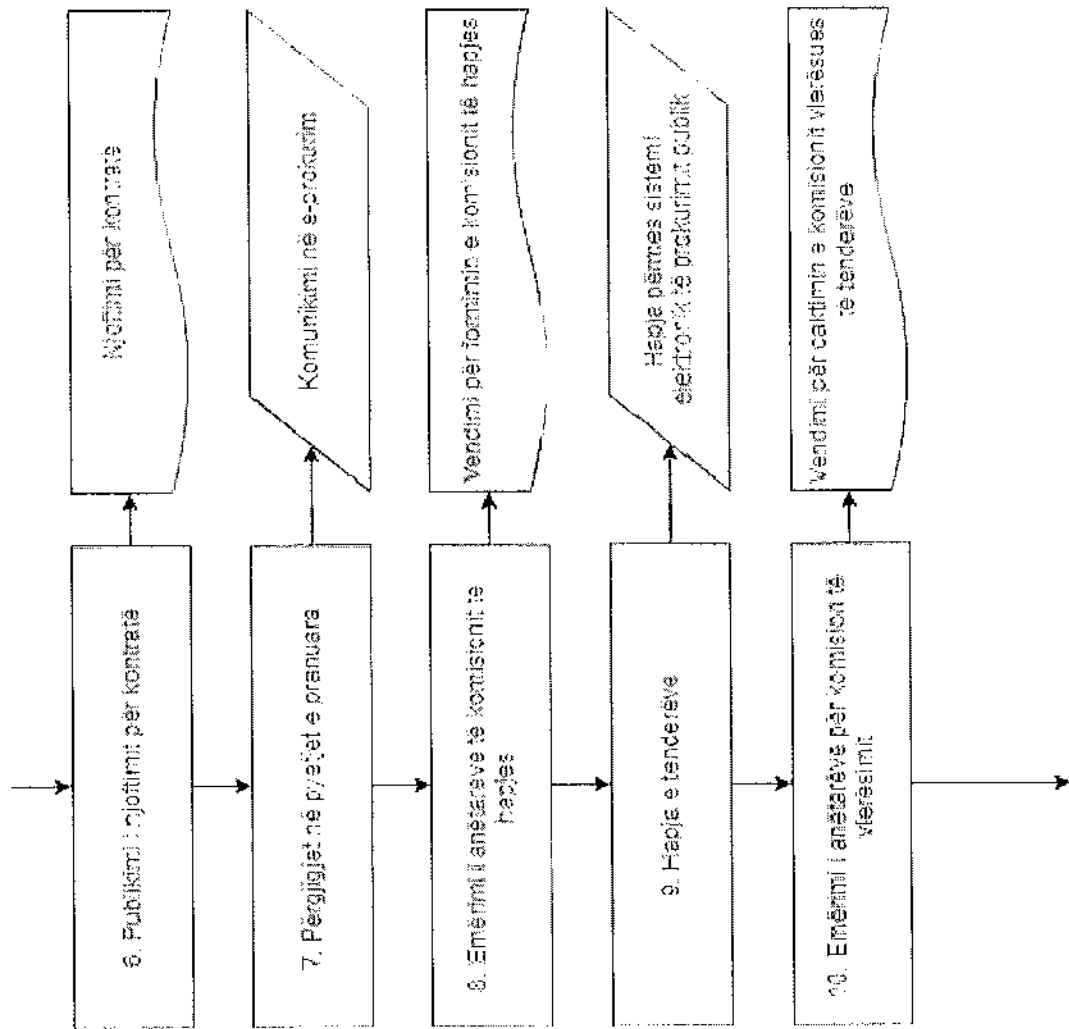 6. Publikimi i njoftimit për kontratë
Njoftimi për kontratë
7. Përgjigjet në pyetjet e pranuara
Komunikimi në e-prokurim
8. Emërimi i anëtarëve të komisionit të
hapjes
Vendimi për formimin e komisionit të hapjes
9. Hapja e tenderëve
Hapja përmes sistemi
elektronik të prokurimit publik
10. Emërimi i anëtarëve për komision të
vlerësimit
Vendimi për caktimin e komisionit vlerësues
të tenderëve